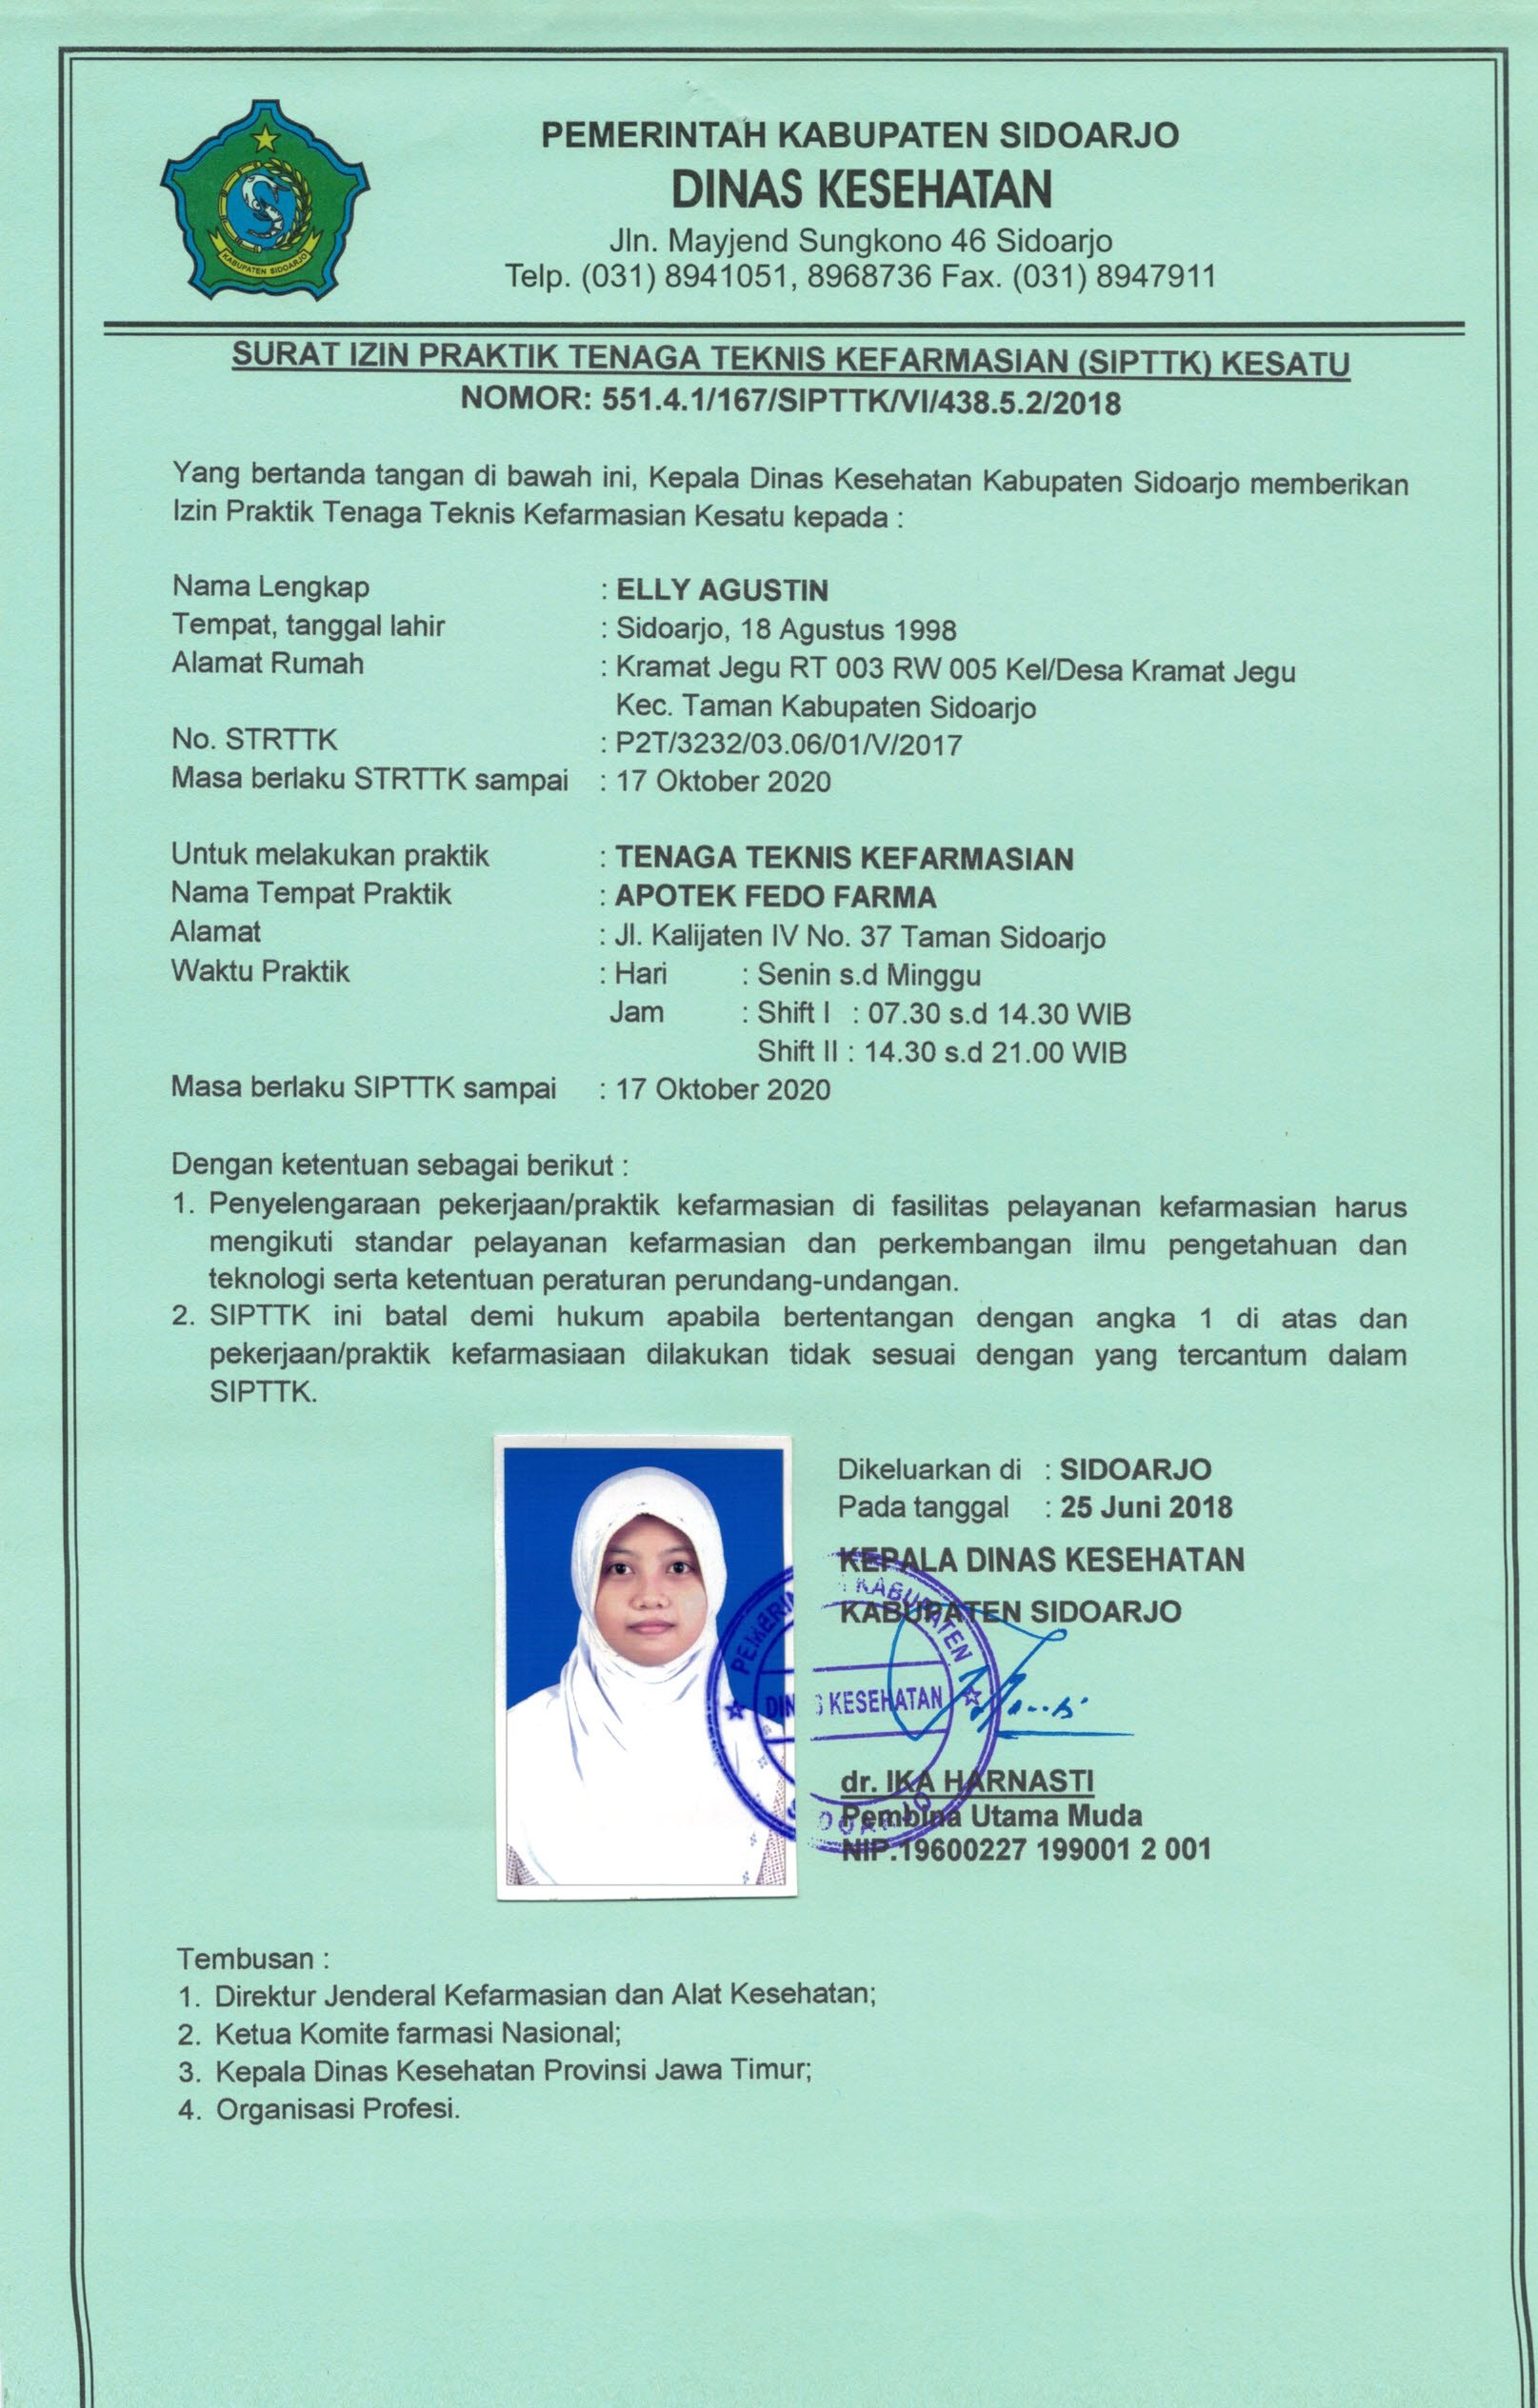 PEMERINTAH KABUPATEN SIDOARJO
DINAS KESEHATAN
Jln. Mayjend Sungkono 46 Sidoarjo
Telp. (031) 8941051, 8968736 Fax. (031) 8947911
KABUPATEN SIDOARJO
SURAT IZIN PRAKTIK TENAGA TEKNIS KEFARMASIAN (SIPTTK) KESATU
NOMOR: 551.4.1/167/SIPTTK/VI/438.5.2/2018
Yang bertanda tangan di bawah ini, Kepala Dinas Kesehatan Kabupaten Sidoarjo memberikan
Izin Praktik Tenaga Teknis Kefarmasian Kesatu kepada :
Nama Lengkap : ELLY AGUSTIN
Tempat, tanggal lahir : Sidoarjo, 18 Agustus 1998
Alamat Rumah : Kramat Jegu RT 003 RW 005 Kel/Desa Kramat Jegu
Kec. Taman Kabupaten Sidoarjo
No. STRTTK : P2T/3232/03.06/01/V/2017
Masa berlaku STRTTK sampai : 17 Oktober 2020
Untuk melakukan praktik : TENAGA TEKNIS KEFARMASIAN
Nama Tempat Praktik : APOTEK FEDO FARMA
Alamat : Jl. Kalijaten IV No. 37 Taman Sidoarjo
Waktu Praktik : Hari : Senin s.d Minggu
Jam : Shift I : 07.30 s.d 14.30 WIB
Shift II : 14.30 s.d 21.00 WIB
Masa berlaku SIPTTK sampai : 17 Oktober 2020
Dengan ketentuan sebagai berikut :
1. Penyelengaraan pekerjaan/praktik kefarmasian di fasilitas pelayanan kefarmasian harus
mengikuti standar pelayanan kefarmasian dan perkembangan ilmu pengetahuan dan
teknologi serta ketentuan peraturan perundang-undangan.
2. SIPTTK ini batal demi hukum apabila bertentangan dengan angka 1 di atas dan
pekerjaan/praktik kefarmasiaan dilakukan tidak sesuai dengan yang tercantum dalam
SIPTTK.
Dikeluarkan di : SIDOARJO
Pada tanggal : 25 Juni 2018
KEPALA DINAS KESEHATAN
KABUPATEN SIDOARJO
KABUPATEN
KESEHATAN
dr. IKA HARNASTI
Pembina Utama Muda
NIP.19600227 199001 2 001
Tembusan :
1. Direktur Jenderal Kefarmasian dan Alat Kesehatan;
2. Ketua Komite farmasi Nasional;
3. Kepala Dinas Kesehatan Provinsi Jawa Timur;
4. Organisasi Profesi.